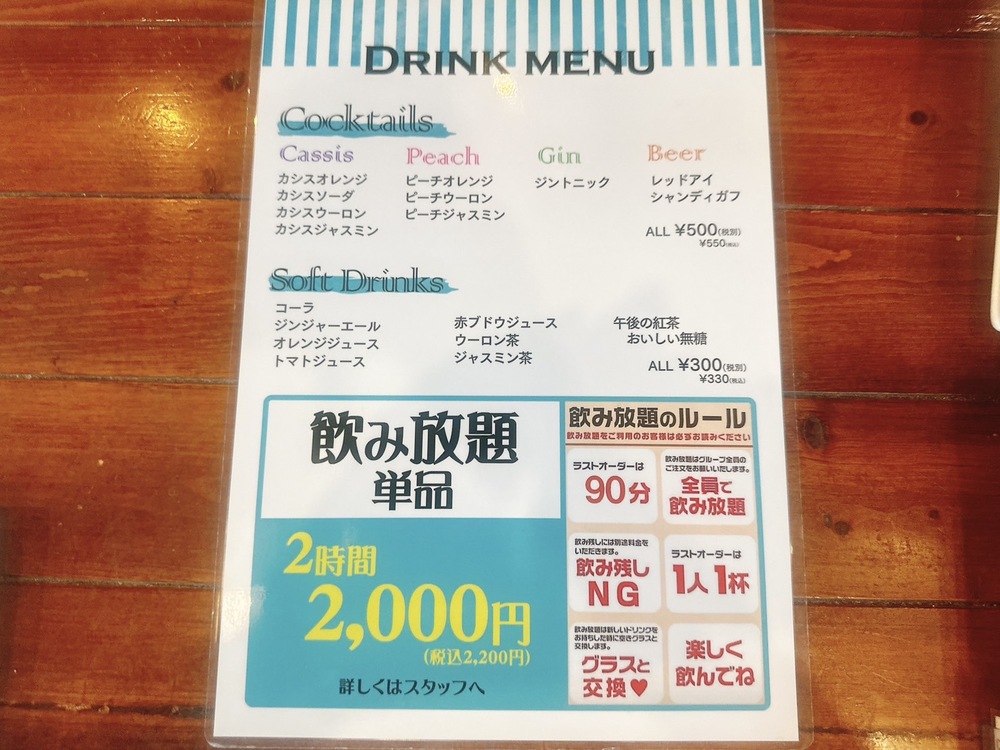 DRINK MENU
Cocktails
Cassis
カシスオレンジ
カシスソーダ
カシスウーロン
カシスジャスミン
Peach
ピーチオレンジ
ピーチウーロン
ピーチジャスミン
Gin
ジントニック
Beer
レッドアイ
シャンディガフ
ALL ¥500(税別)
¥550(税込)
Soft Drinks
コーラ
ジンジャーエール
オレンジジュース
トマトジュース
赤ブドウジュース
ウーロン茶
ジャスミン茶
午後の紅茶
おいしい無糖
ALL ¥300(税別)
¥330(税込)
飲み放題
単品
2時間
2,000円
(税込2,200円)
詳しくはスタッフへ
飲み放題のルール
飲み放題をご利用のお客様は必ずお読みください
ラストオーダーは
90分
飲み放題はグループ全員の
ご注文をお願いいたします。
全員で
飲み放題
飲み残しには別途料金を
いただきます。
飲み残し
NG
ラストオーダーは
1人1杯
飲み放題は新しいドリンクを
お持ちした時に空きグラスと
交換します。
グラスと
交換♥
楽しく
飲んでね